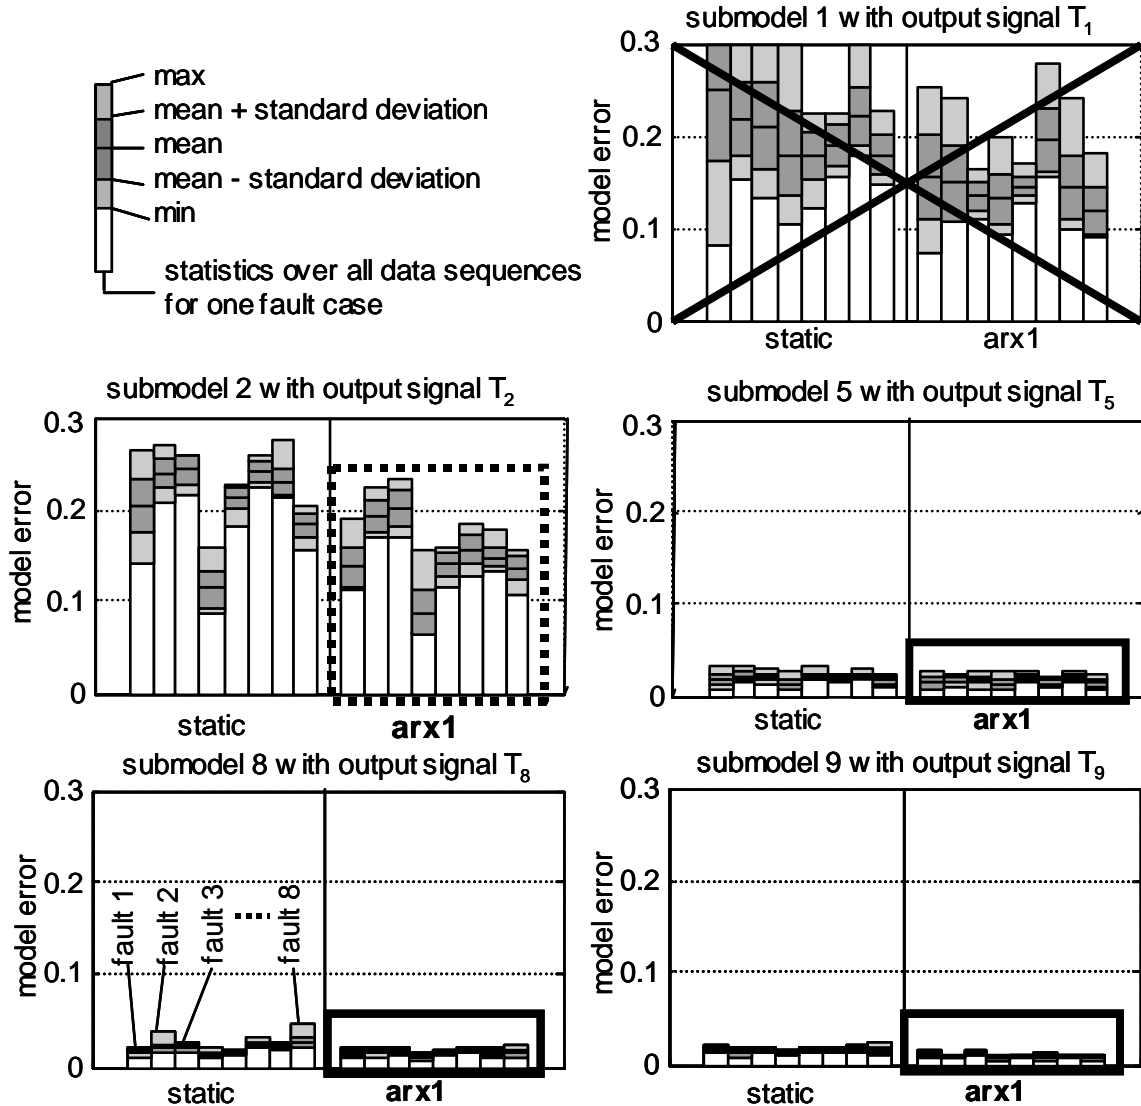 max
mean + standard deviation
mean
mean - standard deviation
min
statistics over all data sequences
for one fault case
submodel 1 with output signal T1
model error
0.3
0.2
0.1
0
static
arx1
submodel 2 with output signal T2
model error
0.3
0.2
0.1
0
static
arx1
submodel 5 with output signal T5
model error
0.3
0.2
0.1
0
static
arx1
submodel 8 with output signal T8
model error
0.3
0.2
0.1
0
fault 1
fault 2
fault 3
fault 8
static
arx1
submodel 9 with output signal T9
model error
0.3
0.2
0.1
0
static
arx1